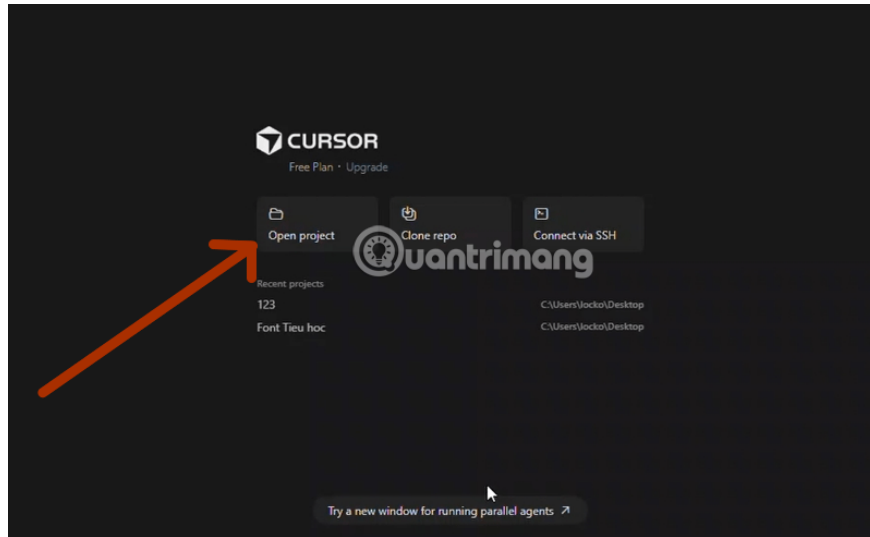 CURSOR
Free Plan · Upgrade
Open project
Clone repo
Connect via SSH
Quantrimang
Recent projects
123 C:\Users\locko\Desktop
Font Tieu hoc C:\Users\locko\Desktop
Try a new window for running parallel agents ↗